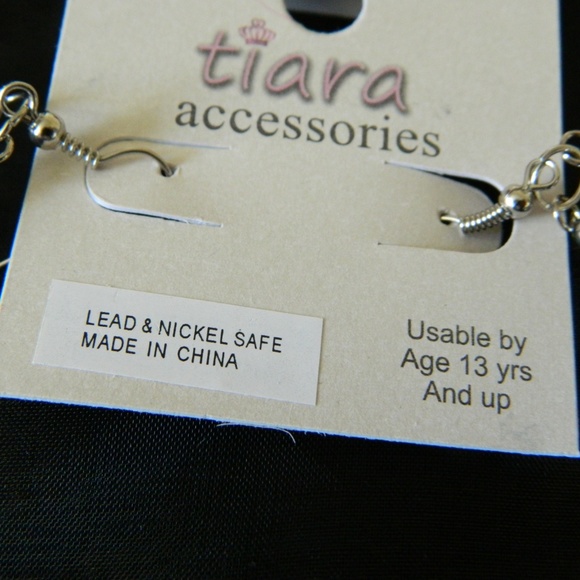 tiara
accessories
LEAD & NICKEL SAFE
MADE IN CHINA
Usable by
Age 13 yrs
And up